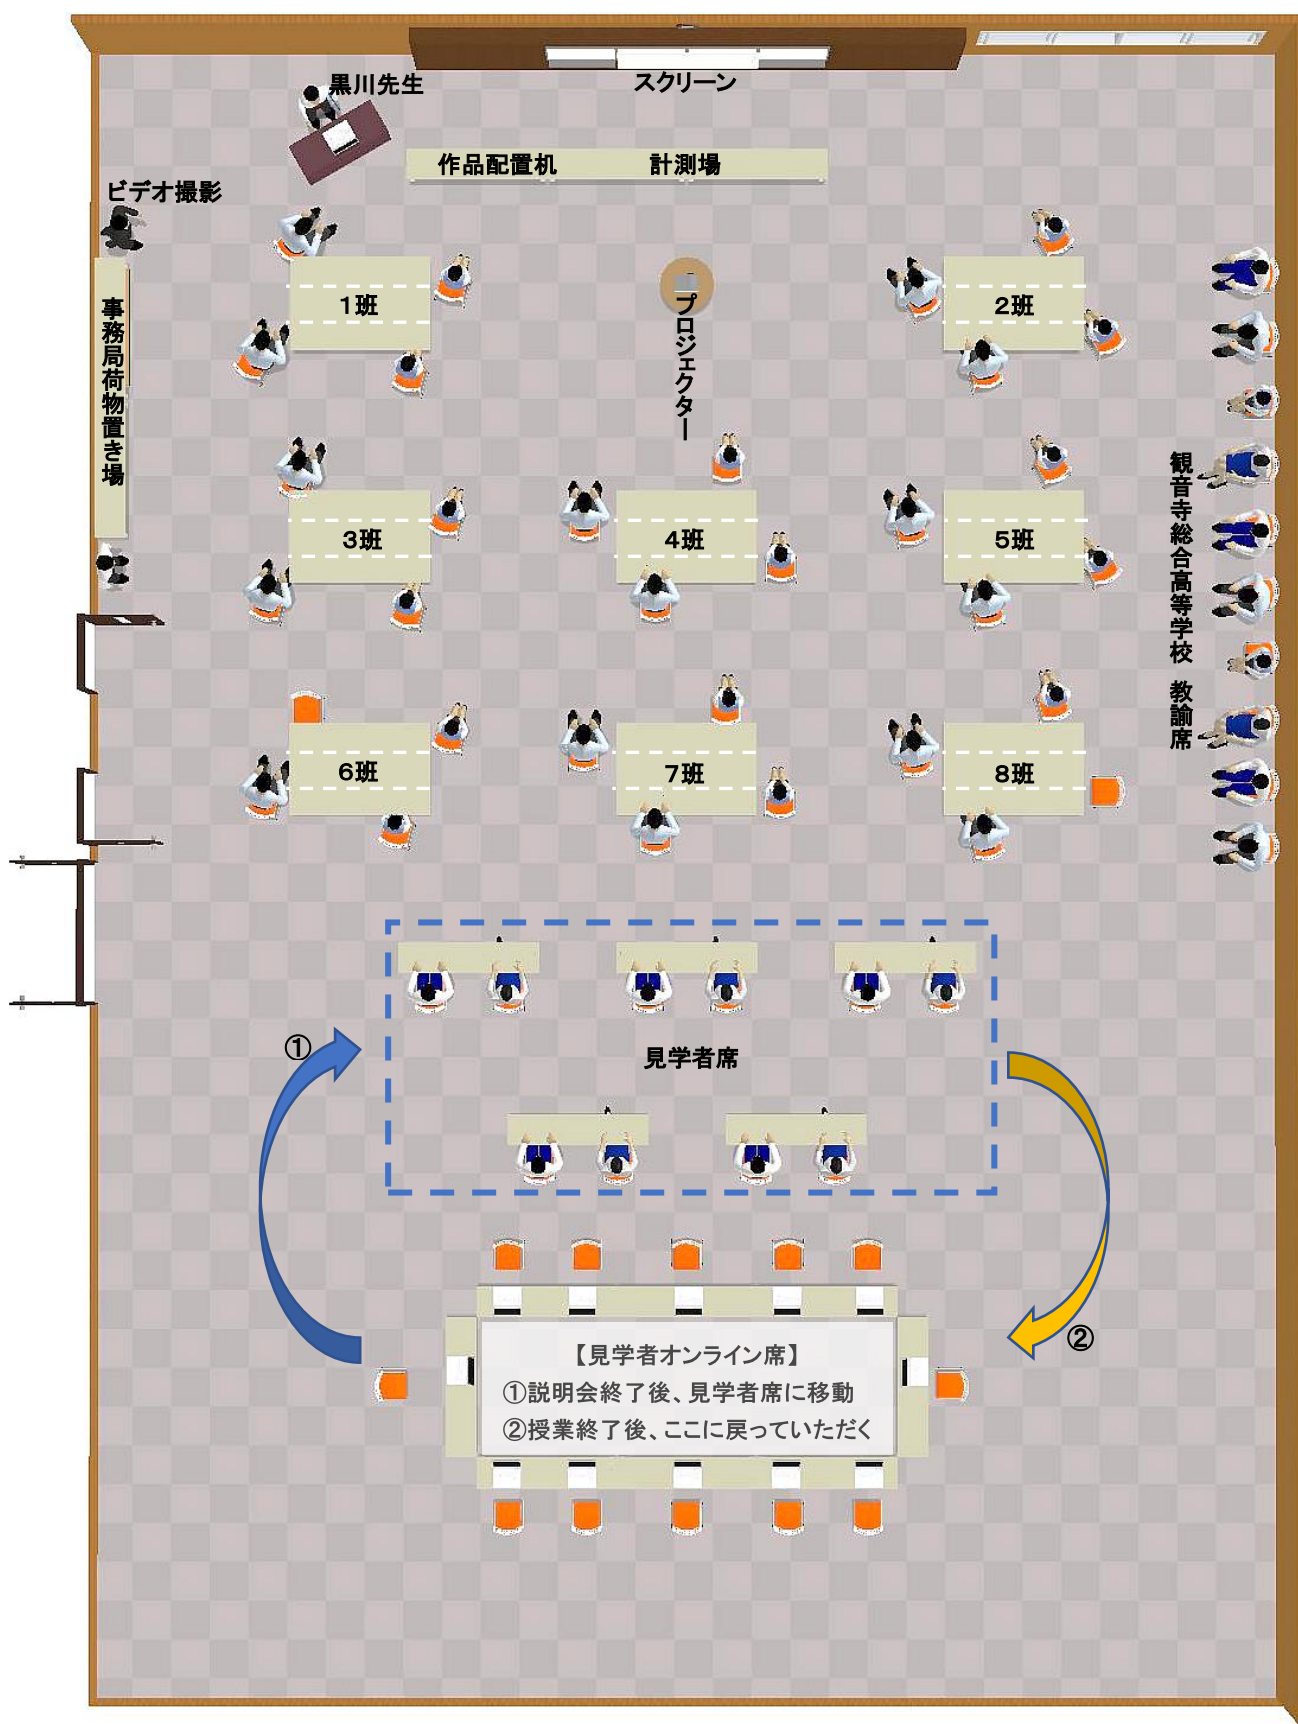 黒川先生
スクリーン
作品配置机
計測場
ビデオ撮影
事務局荷物置き場
1班
プロジェクター
2班
3班
4班
5班
観音寺総合高等学校 教諭席
6班
7班
8班
①
見学者席
②
【見学者オンライン席】
①説明会終了後、見学者席に移動
②授業終了後、ここに戻っていただく